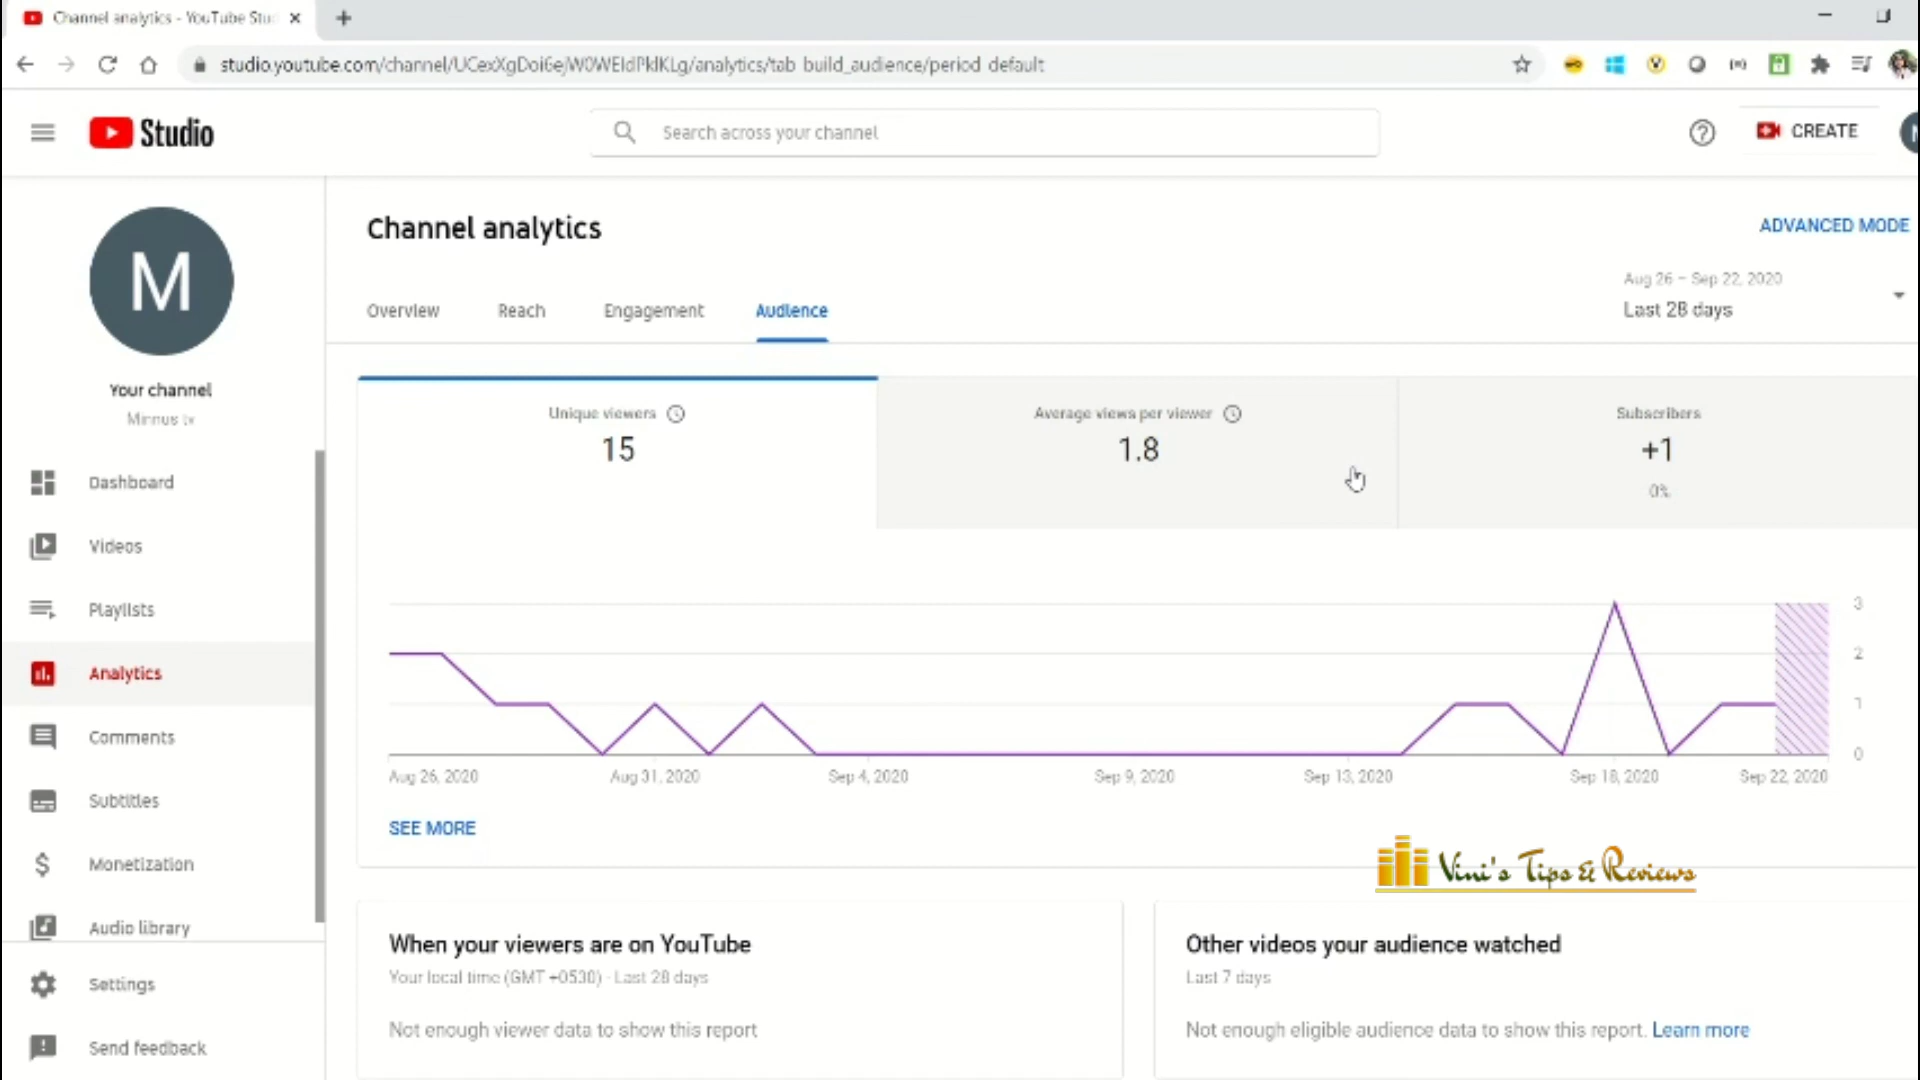 Channel analytics - YouTube Stu
studio.youtube.com/channel/UCexXgDoi6ejW0WEIdPkIKLg/analytics/tab build_audience/period default
Studio
Search across your channel
CREATE
M
Your channel
Minnus tv
Dashboard
Videos
Playlists
Analytics
Comments
Subtitles
Monetization
Audio library
Settings
Send feedback
Channel analytics
ADVANCED MODE
Aug 26 – Sep 22, 2020
Last 28 days
Overview Reach Engagement Audience
Unique viewers
15
Average views per viewer
1.8
Subscribers
+1
0%
3
2
1
0
Aug 26, 2020 Aug 31, 2020 Sep 4, 2020 Sep 9, 2020 Sep 13, 2020 Sep 18, 2020 Sep 22, 2020
SEE MORE
Vini's Tips & Reviews
When your viewers are on YouTube
Your local time (GMT +0530) · Last 28 days
Not enough viewer data to show this report
Other videos your audience watched
Last 7 days
Not enough eligible audience data to show this report. Learn more